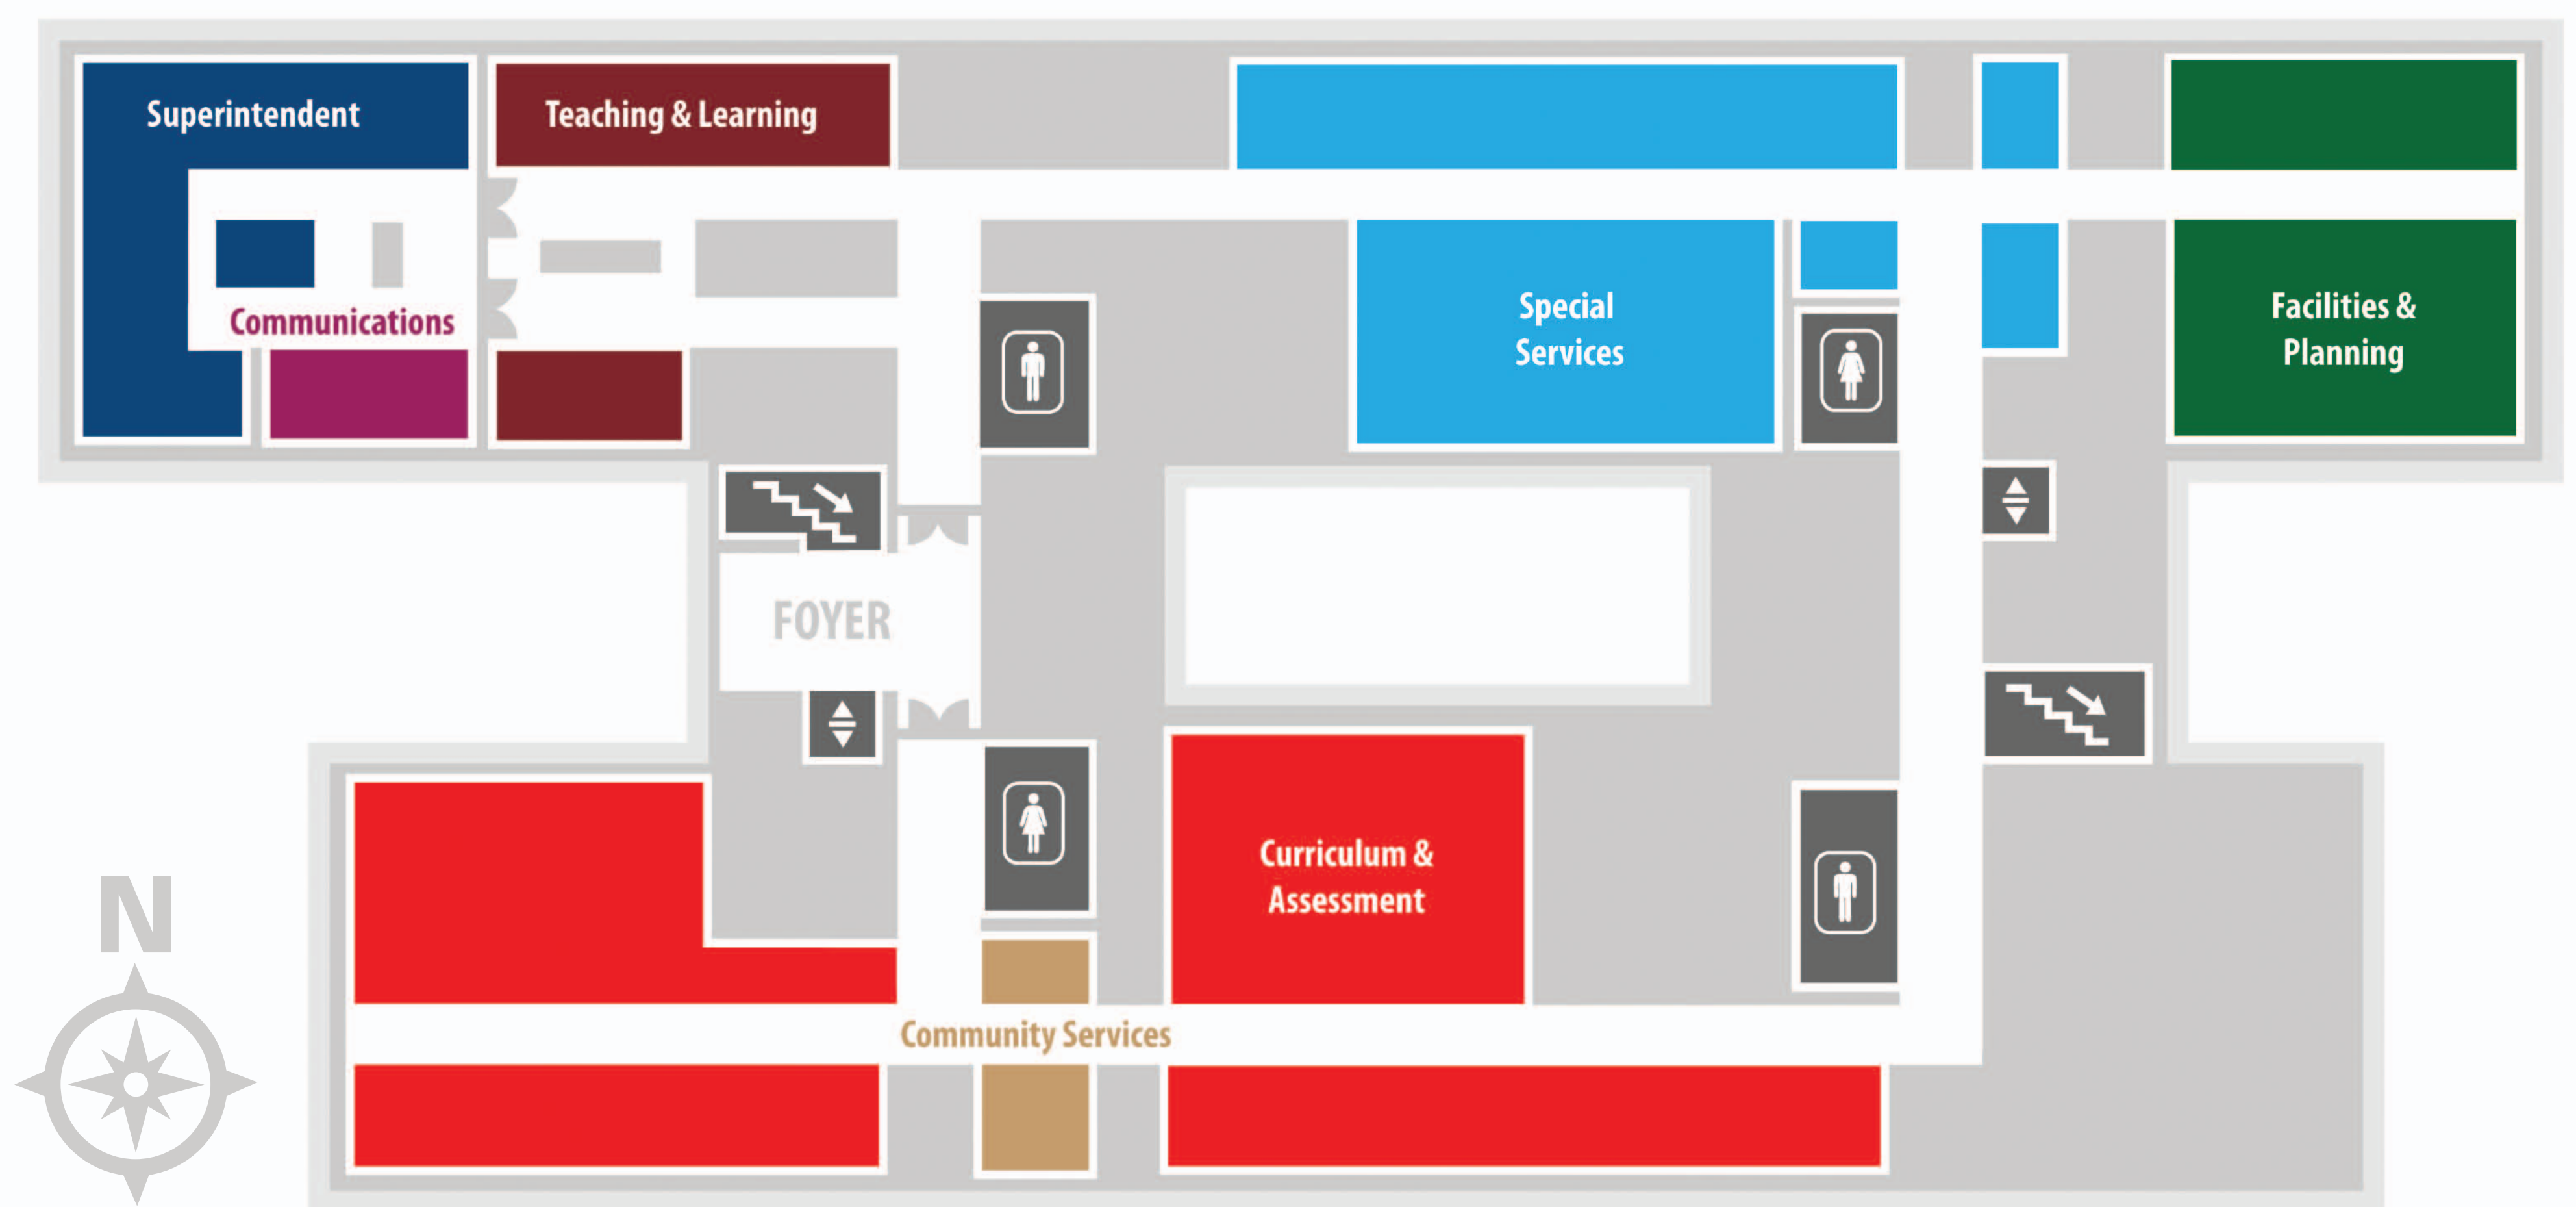 Superintendent
Teaching & Learning
Communications
Special
Services
Facilities &
Planning
FOYER
Curriculum &
Assessment
N
Community Services